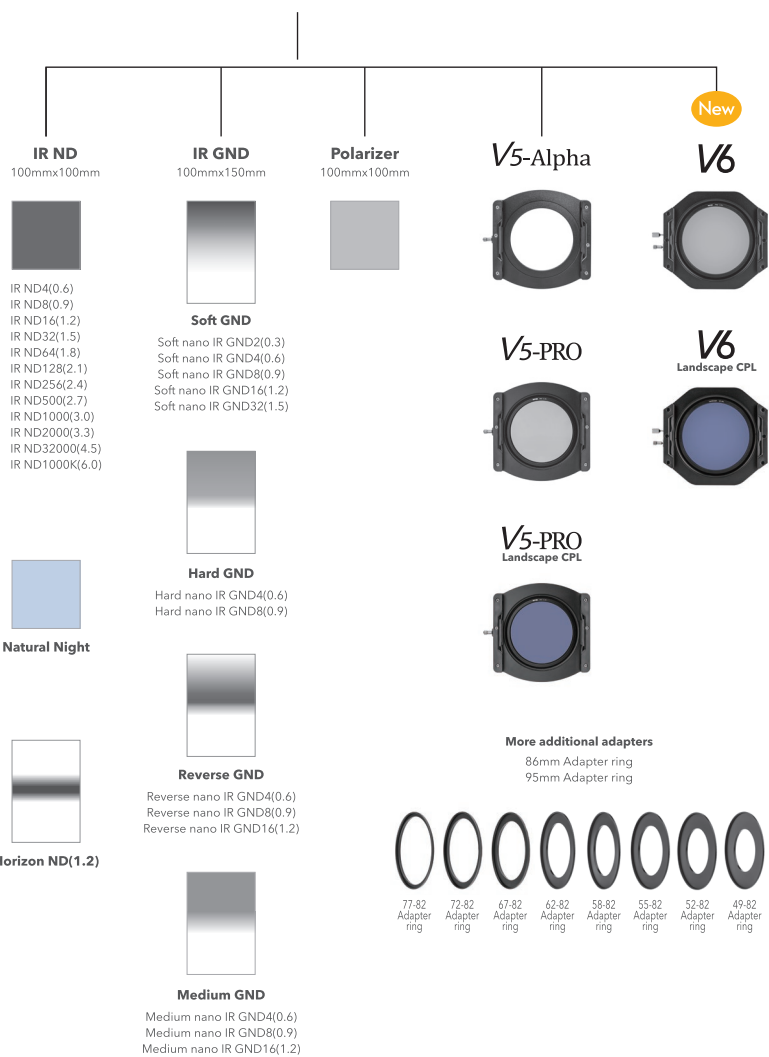 New
IR ND
100mmx100mm
IR ND4(0.6)
IR ND8(0.9)
IR ND16(1.2)
IR ND32(1.5)
IR ND64(1.8)
IR ND128(2.1)
IR ND256(2.4)
IR ND500(2.7)
IR ND1000(3.0)
IR ND2000(3.3)
IR ND32000(4.5)
IR ND1000K(6.0)
Natural Night
Horizon ND(1.2)
IR GND
100mmx150mm
Soft GND
Soft nano IR GND2(0.3)
Soft nano IR GND4(0.6)
Soft nano IR GND8(0.9)
Soft nano IR GND16(1.2)
Soft nano IR GND32(1.5)
Hard GND
Hard nano IR GND4(0.6)
Hard nano IR GND8(0.9)
Reverse GND
Reverse nano IR GND4(0.6)
Reverse nano IR GND8(0.9)
Reverse nano IR GND16(1.2)
Medium GND
Medium nano IR GND4(0.6)
Medium nano IR GND8(0.9)
Medium nano IR GND16(1.2)
Polarizer
100mmx100mm
V5-Alpha
V5-PRO
V5-PRO
Landscape CPL
V6
V6
Landscape CPL
More additional adapters
86mm Adapter ring
95mm Adapter ring
77-82
Adapter
ring
72-82
Adapter
ring
67-82
Adapter
ring
62-82
Adapter
ring
58-82
Adapter
ring
55-82
Adapter
ring
52-82
Adapter
ring
49-82
Adapter
ring